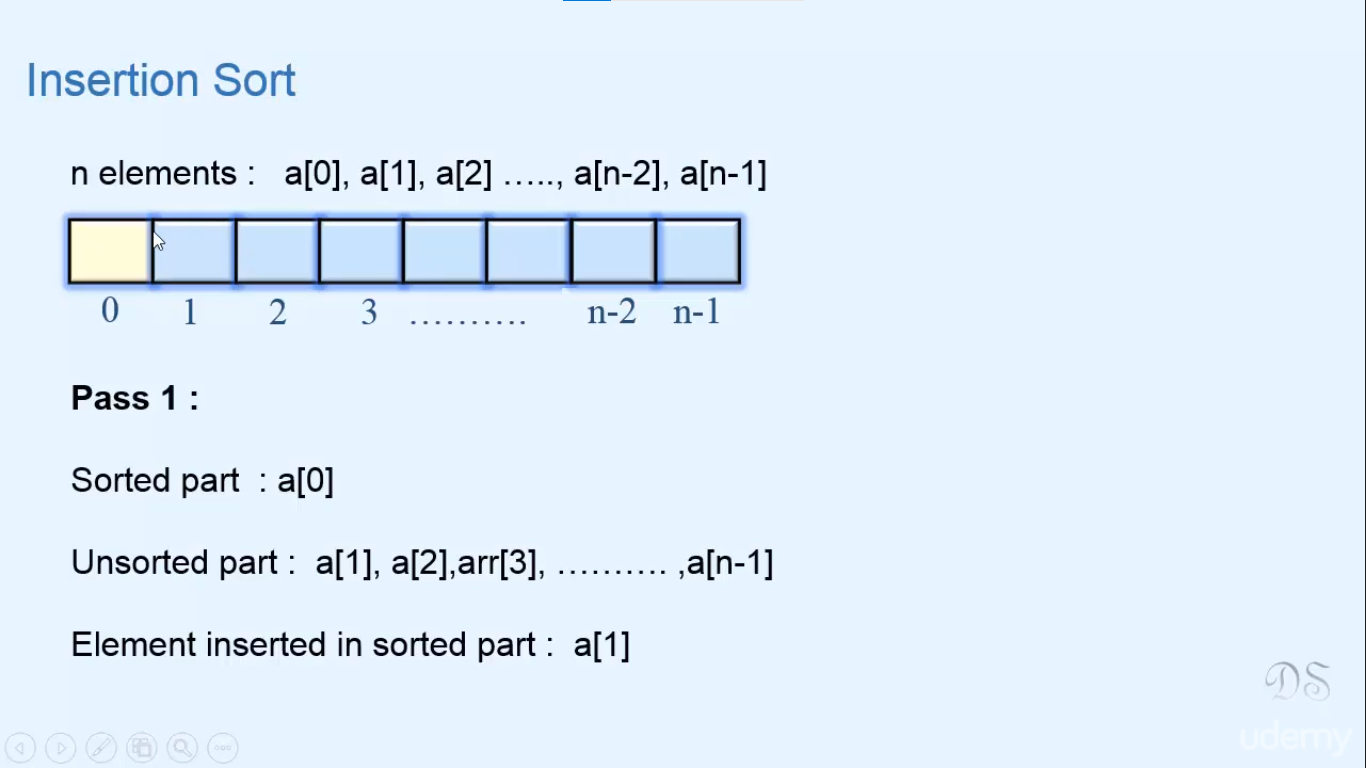 Insertion Sort
n elements : a[0], a[1], a[2] ....., a[n-2], a[n-1]
0 1 2 3 .......... n-2 n-1
Pass 1 :
Sorted part : a[0]
Unsorted part : a[1], a[2],arr[3], .......... ,a[n-1]
Element inserted in sorted part : a[1]
DS
udemy